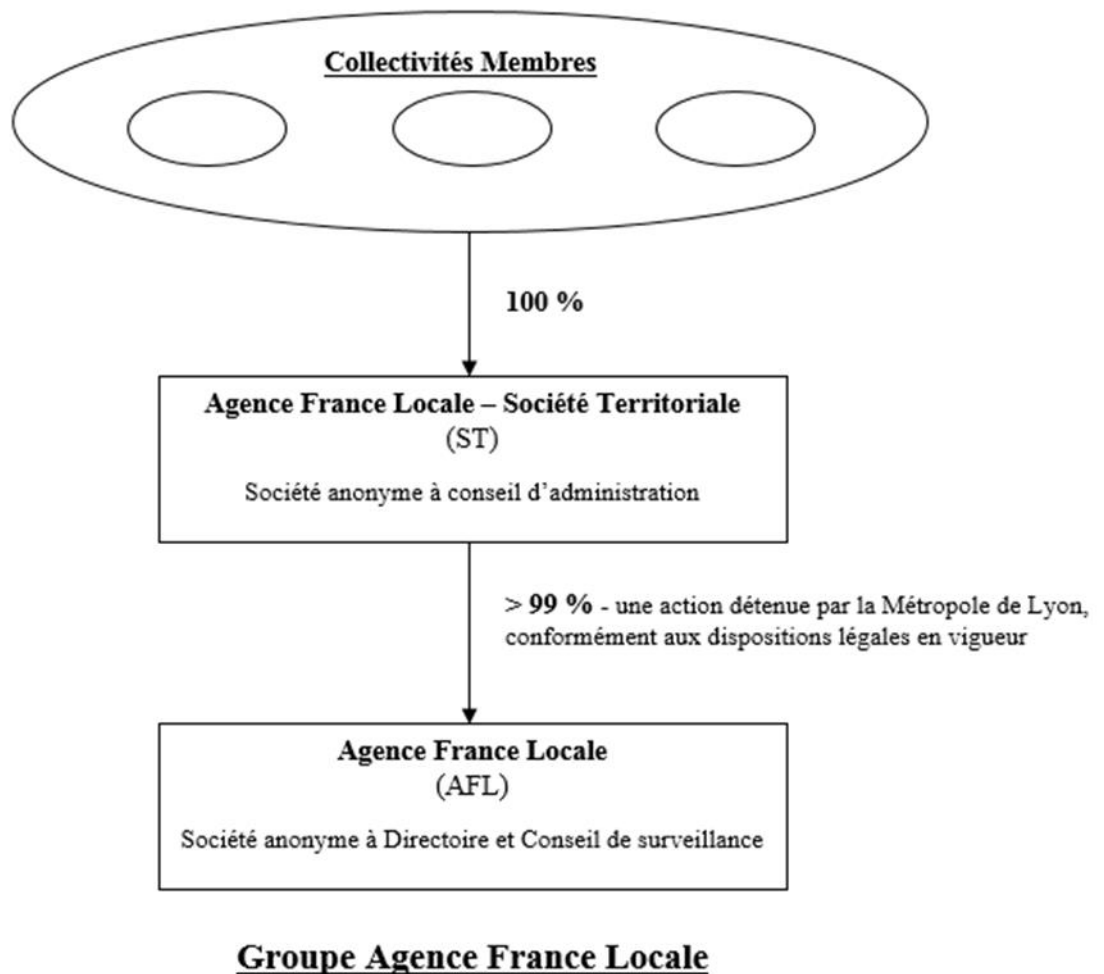 Collectivités Membres
100 %
Agence France Locale – Société Territoriale
(ST)
Société anonyme à conseil d’administration
> 99 % - une action détenue par la Métropole de Lyon,
conformément aux dispositions légales en vigueur
Agence France Locale
(AFL)
Société anonyme à Directoire et Conseil de surveillance
Groupe Agence France Locale